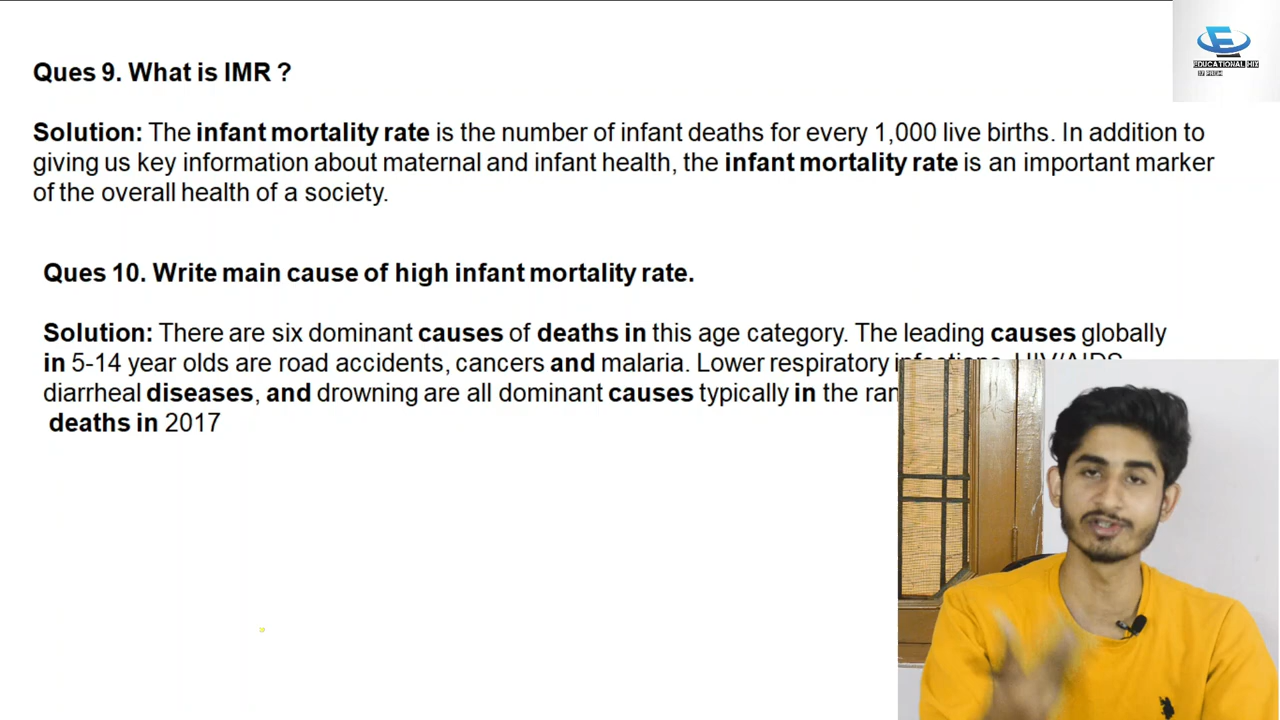 EDUCATIONAL HIX
Ques 9. What is IMR ?
Solution: The infant mortality rate is the number of infant deaths for every 1,000 live births. In addition to
giving us key information about maternal and infant health, the infant mortality rate is an important marker
of the overall health of a society.
Ques 10. Write main cause of high infant mortality rate.
Solution: There are six dominant causes of deaths in this age category. The leading causes globally
in 5-14 year olds are road accidents, cancers and malaria. Lower respiratory infections, HIV/AIDS
diarrheal diseases, and drowning are all dominant causes typically in the
deaths in 2017